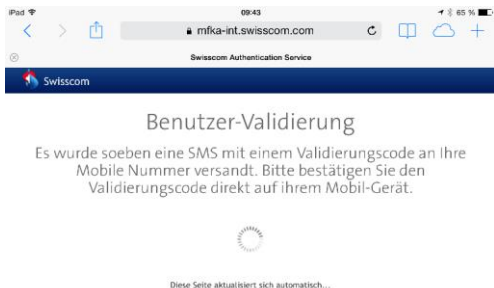 iPad 09:43 65 %
mfka-int.swisscom.com
Swisscom Authentication Service
Swisscom
Benutzer-Validierung
Es wurde soeben eine SMS mit einem Validierungscode an Ihre
Mobile Nummer versandt. Bitte bestätigen Sie den
Validierungscode direkt auf ihrem Mobil-Gerät.
Diese Seite aktualisiert sich automatisch...